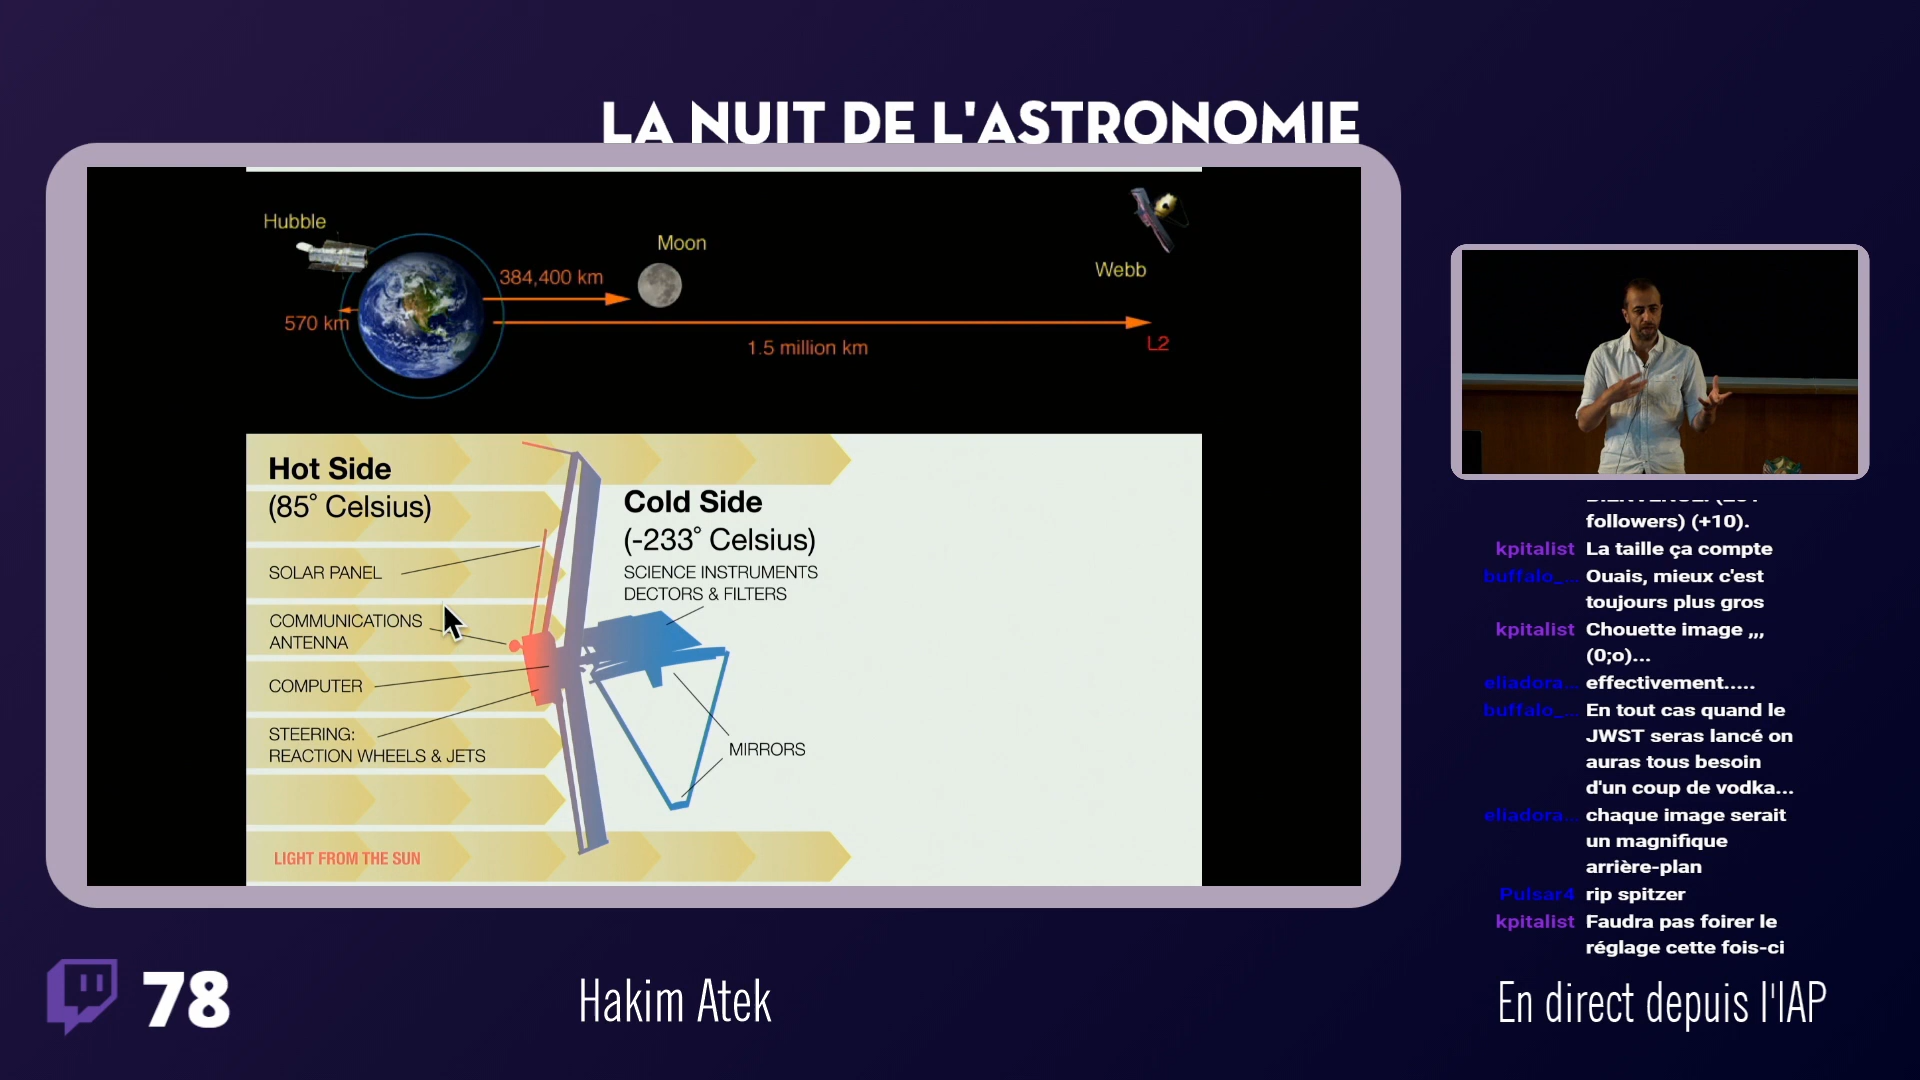 LA NUIT DE L'ASTRONOMIE
Hubble
Moon
384,400 km
Webb
570 km
1.5 million km
L2
Hot Side
(85° Celsius)
Cold Side
(-233° Celsius)
SCIENCE INSTRUMENTS
DECTORS & FILTERS
SOLAR PANEL
COMMUNICATIONS
ANTENNA
COMPUTER
STEERING:
REACTION WHEELS & JETS
MIRRORS
LIGHT FROM THE SUN
followers) (+10).
kpitalist La taille ça compte
buffalo_... Ouais, mieux c'est
toujours plus gros
kpitalist Chouette image ,,,
(0;o)...
eliadora... effectivement.....
buffalo_... En tout cas quand le
JWST seras lancé on
auras tous besoin
d'un coup de vodka...
eliadora... chaque image serait
un magnifique
arrière-plan
Pulsar4 rip spitzer
kpitalist Faudra pas foirer le
réglage cette fois-ci
78
Hakim Atek
En direct depuis l'IAP